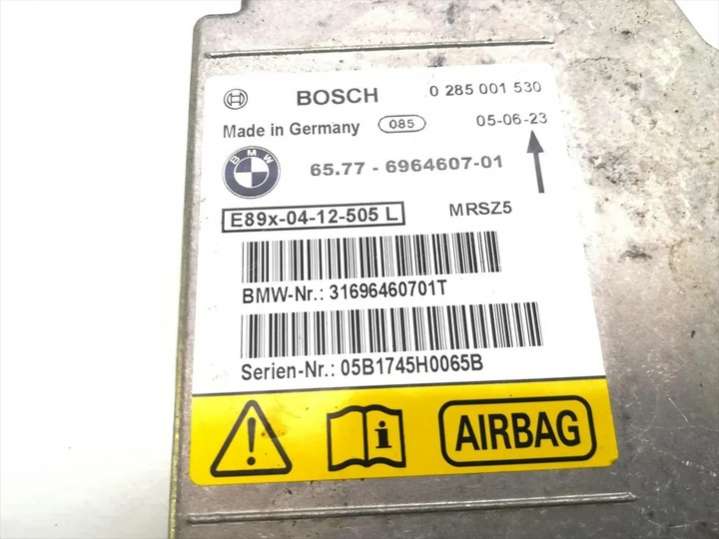 BOSCH 0 285 001 530
Made in Germany 085 05-06-23
BMW 65.77 - 6964607-01
E89x-04-12-505 L MRSZ5
BMW-Nr.: 31696460701T
Serien-Nr.: 05B1745H0065B
AIRBAG